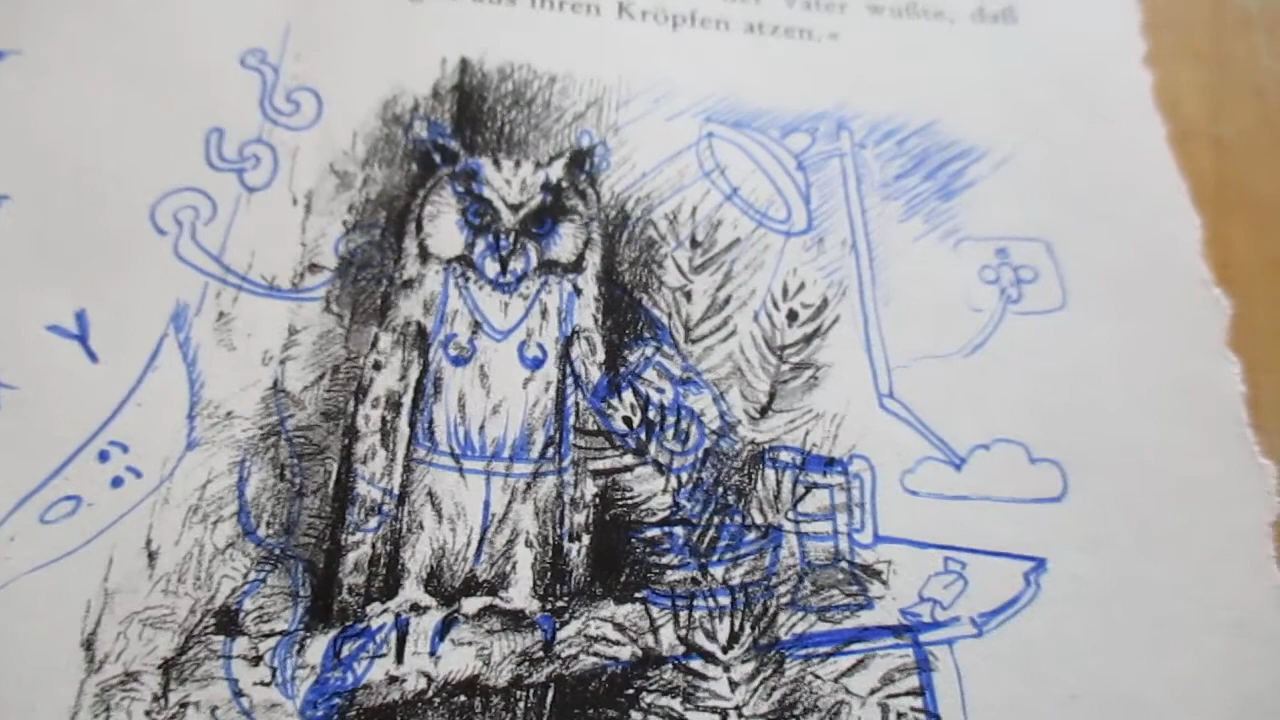 Vater wußte, daß
aus ihren Kröpfen atzen.«
Y